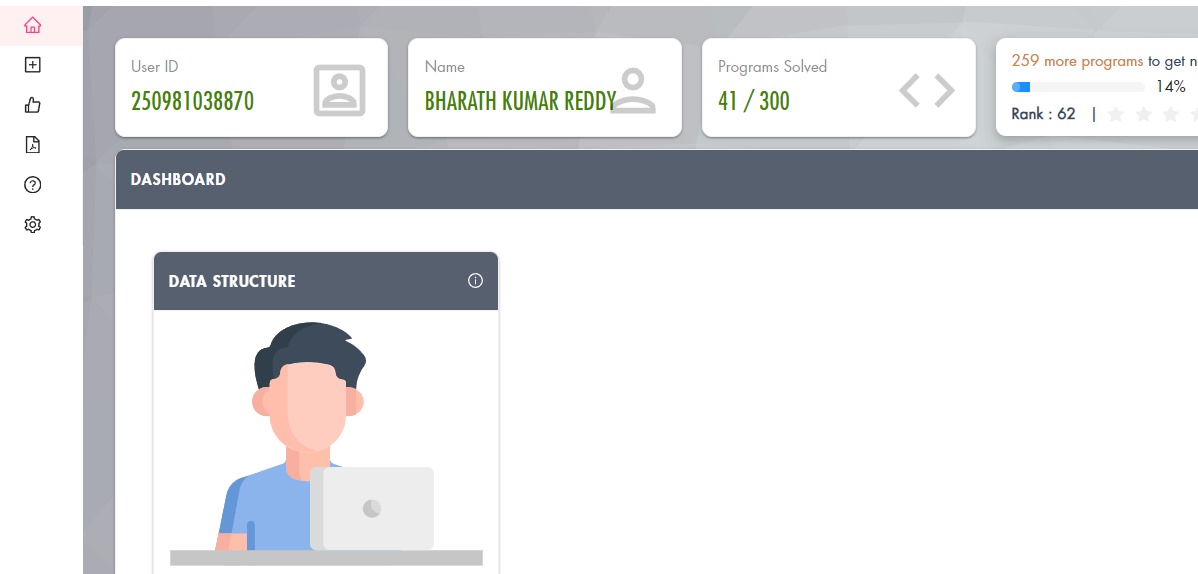 User ID
250981038870
Name
BHARATH KUMAR REDDY
Programs Solved
41 / 300
259 more programs to get
14%
Rank : 62 |
DASHBOARD
DATA STRUCTURE